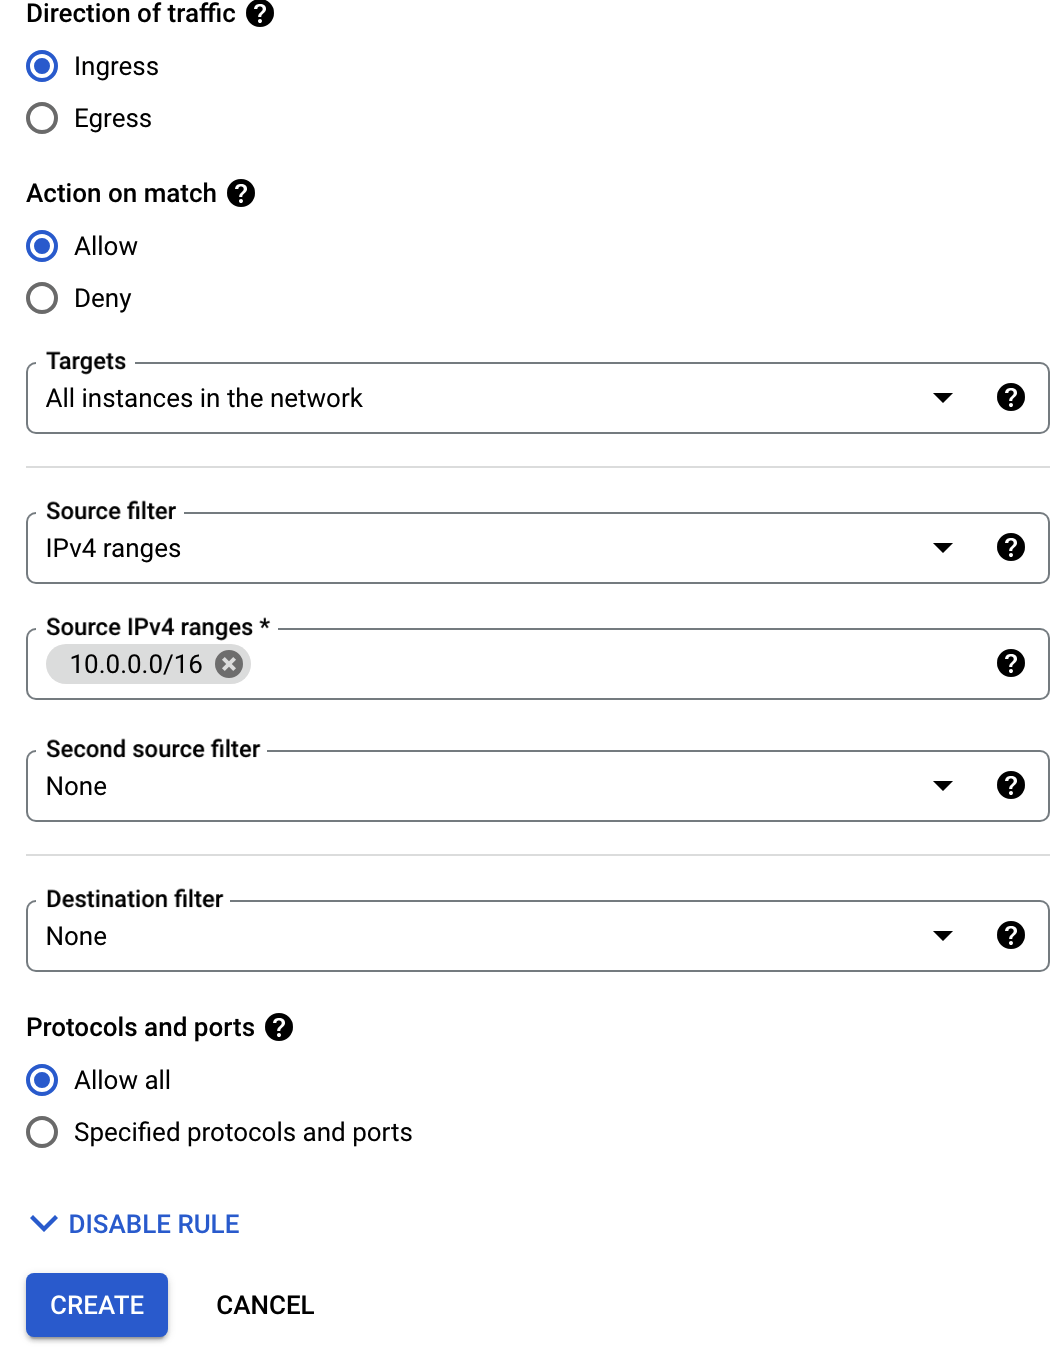 Direction of traffic
Ingress
Egress
Action on match
Allow
Deny
Targets
All instances in the network
Source filter
IPv4 ranges
Source IPv4 ranges *
10.0.0.0/16
Second source filter
None
Destination filter
None
Protocols and ports
Allow all
Specified protocols and ports
DISABLE RULE
CREATE CANCEL